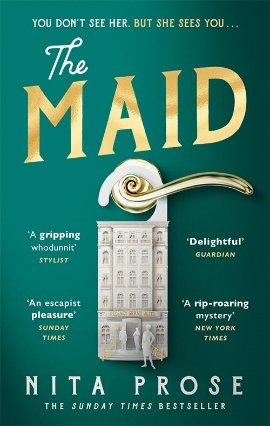 YOU DON'T SEE HER. BUT SHE SEES YOU...
The
MAID
'A gripping
whodunnit'
STYLIST
'Delightful'
GUARDIAN
'An escapist
pleasure'
SUNDAY
TIMES
'A rip-roaring
mystery'
NEW YORK
TIMES
NITA PROSE
THE SUNDAY TIMES BESTSELLER